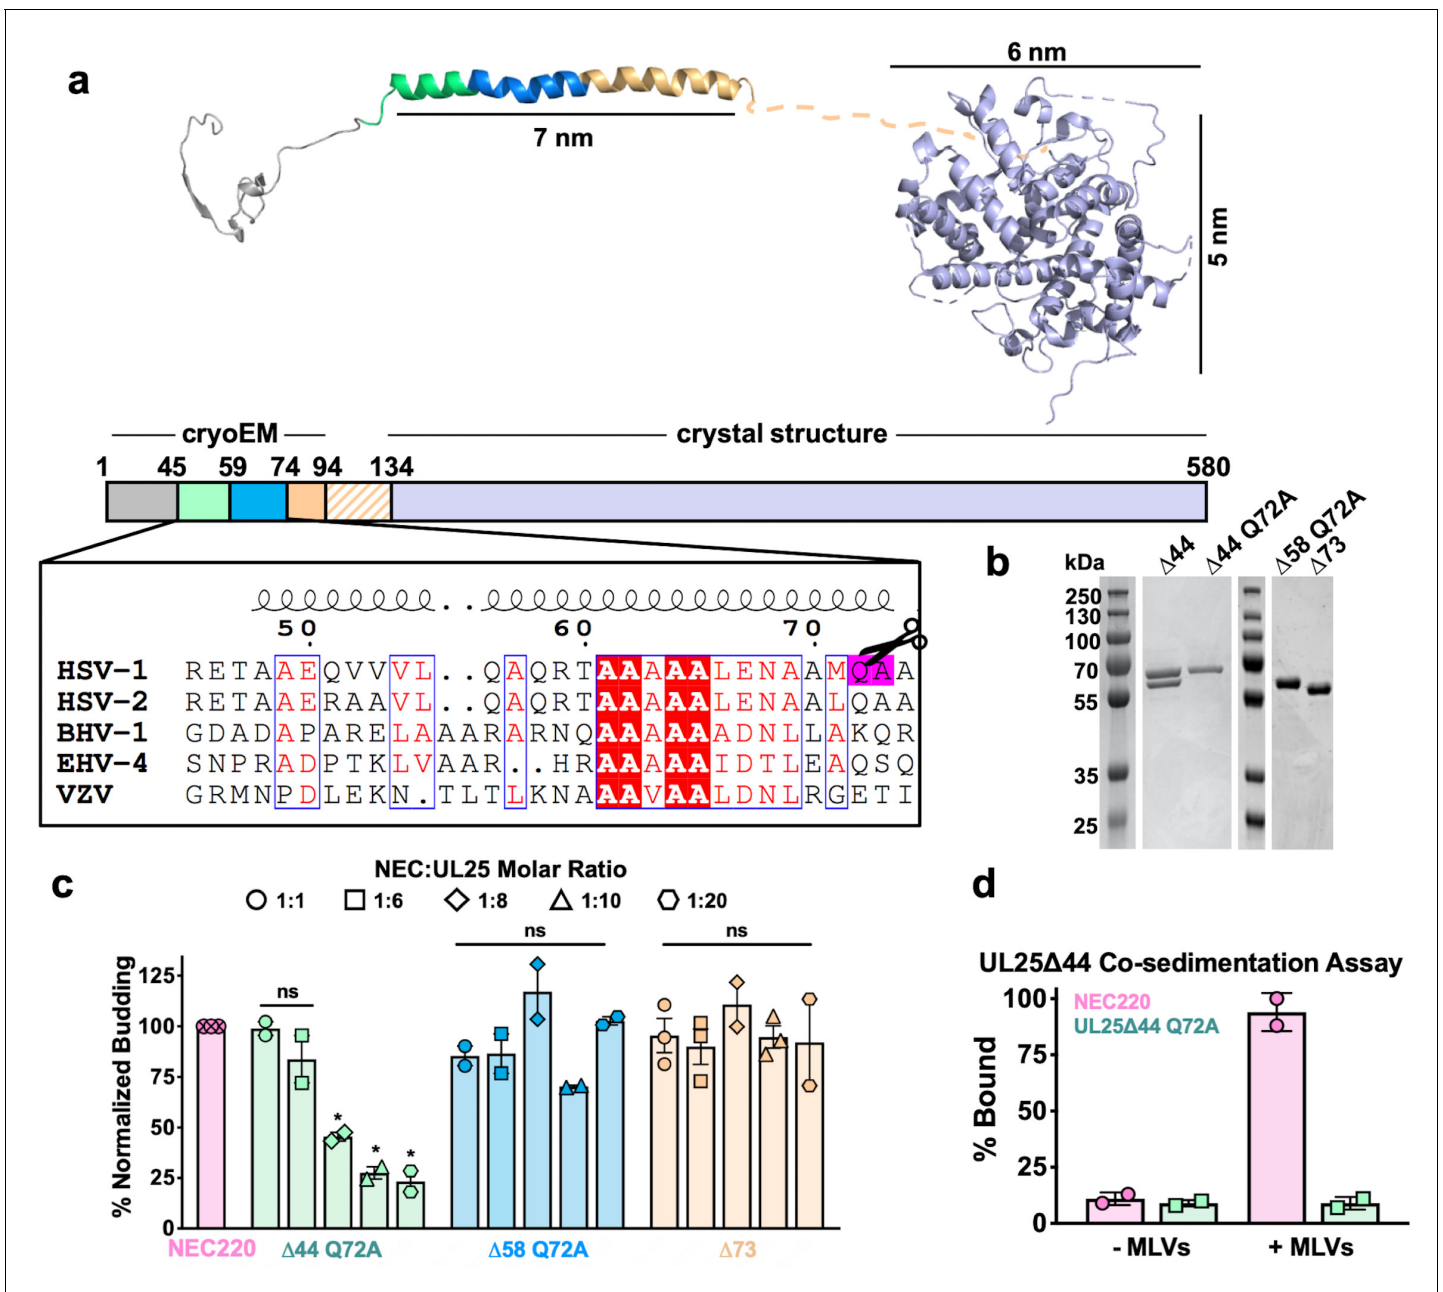 a
6 nm
7 nm
5 nm
cryoEM
crystal structure
1 45 59 74 94 134 580
50 60 70
HSV-1 RETAAEQVVVL..QAQRTAAAAALENAAMQAA
HSV-2 RETAAERAAVL..QAQRTAAAAALENAALQAA
BHV-1 GDADAPARELAAARARNQAAAAAADNLLAKQR
EHV-4 SNPRADPTKLVAAR..HRAAAAAIDTLEAQSQ
VZV GRMNPDLEKN.TLTLKNAAAVAALDNLRGETI
b
kDa
Δ44
Δ44 Q72A
Δ58 Q72A
Δ73
250
130
100
70
55
35
25
c
NEC:UL25 Molar Ratio
1:1 1:6 1:8 1:10 1:20
ns
ns
ns
% Normalized Budding
125
100
75
50
25
0
* * *
NEC220 Δ44 Q72A Δ58 Q72A Δ73
d
UL25Δ44 Co-sedimentation Assay
NEC220
UL25Δ44 Q72A
% Bound
100
75
50
25
0
- MLVs + MLVs